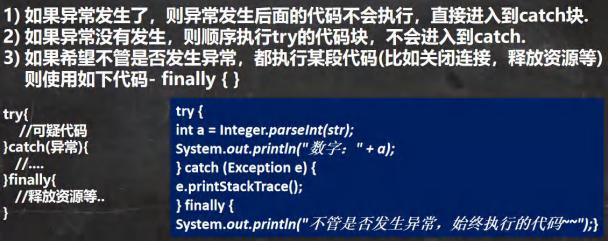 1) 如果异常发生了，则异常发生后面的代码不会执行，直接进入到catch块.
2) 如果异常没有发生，则顺序执行try的代码块，不会进入到catch.
3) 如果希望不管是否发生异常，都执行某段代码(比如关闭连接，释放资源等)
则使用如下代码- finally { }
try{
//可疑代码
}catch(异常){
//....
}finally{
//释放资源等..
}
try {
int a = Integer.parseInt(str);
System.out.println("数字：" + a);
} catch (Exception e) {
e.printStackTrace();
} finally {
System.out.println("不管是否发生异常，始终执行的代码~~");}